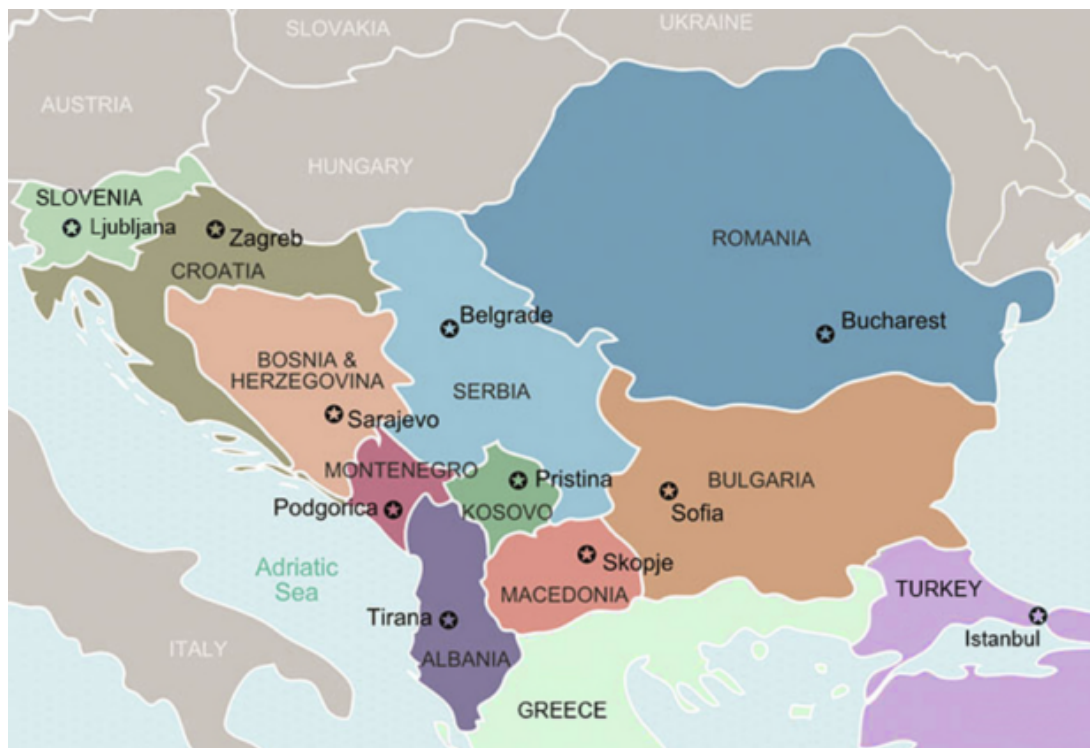 SLOVAKIA
UKRAINE
AUSTRIA
HUNGARY
SLOVENIA
Ljubljana
Zagreb
CROATIA
ROMANIA
Belgrade
Bucharest
BOSNIA &
HERZEGOVINA
SERBIA
Sarajevo
MONTENEGRO
Pristina
BULGARIA
Podgorica
KOSOVO
Sofia
Adriatic
Sea
Skopje
MACEDONIA
TURKEY
Tirana
Istanbul
ITALY
ALBANIA
GREECE